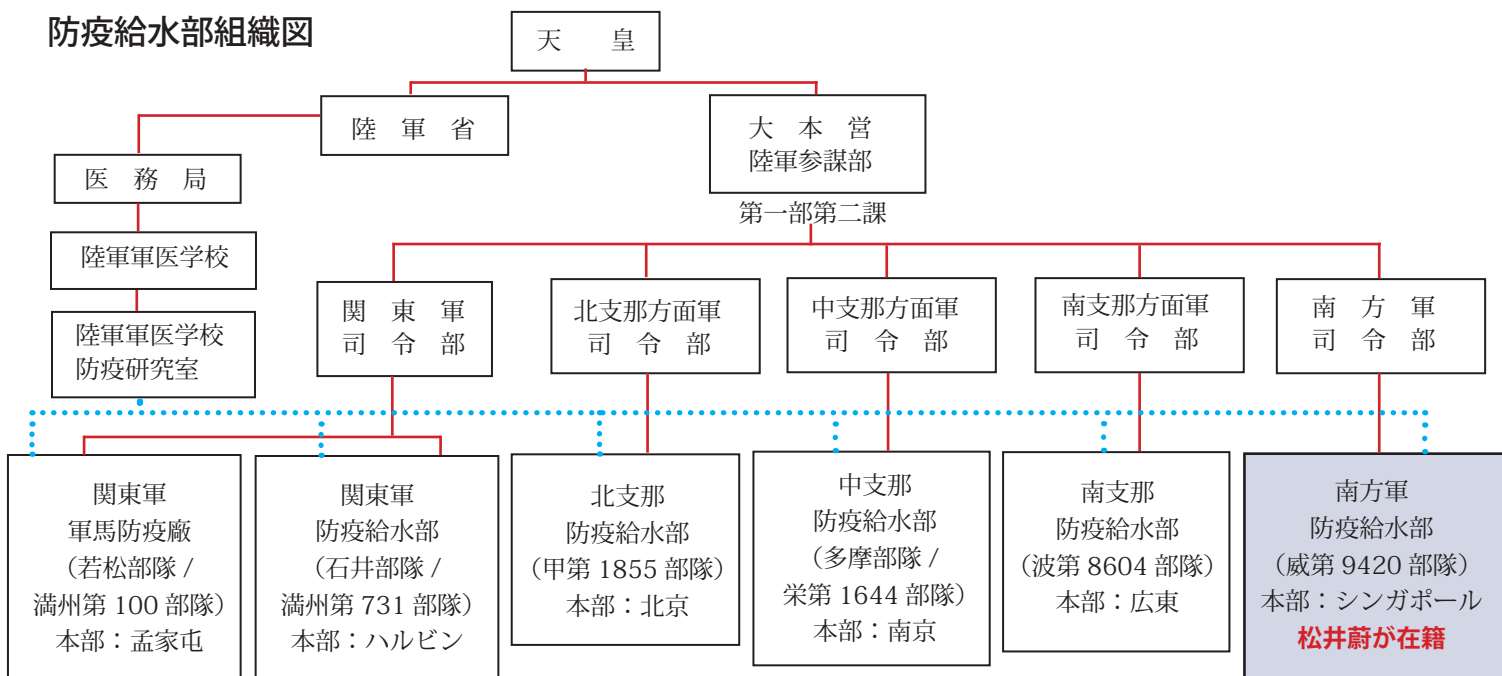 防疫給水部組織図
天 皇
陸 軍 省
大 本 営
陸軍参謀部
医 務 局
第一部第二課
陸軍軍医学校
陸軍軍医学校
防疫研究室
関 東 軍
司 令 部
北支那方面軍
司 令 部
中支那方面軍
司 令 部
南支那方面軍
司 令 部
南 方 軍
司 令 部
関東軍
軍馬防疫廠
（若松部隊 /
満州第 100 部隊）
本部：孟家屯
関東軍
防疫給水部
（石井部隊 /
満州第 731 部隊）
本部：ハルビン
北支那
防疫給水部
（甲第 1855 部隊）
本部：北京
中支那
防疫給水部
（多摩部隊 /
栄第 1644 部隊）
本部：南京
南支那
防疫給水部
（波第 8604 部隊）
本部：広東
南方軍
防疫給水部
（威第 9420 部隊）
本部：シンガポール
松井蔚が在籍